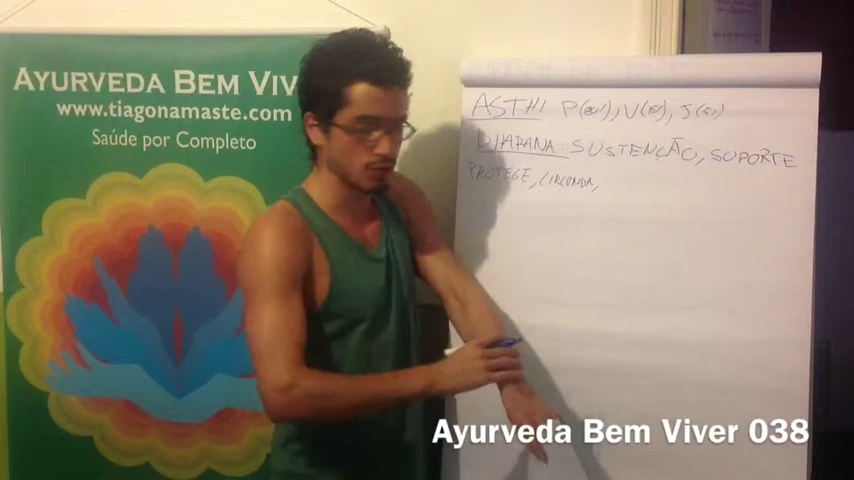 AYURVEDA BEM VIV
www.tiagonamaste.com
Saúde por Completo
ASTHI P( ), V( ), J( )
DHARANA: SUSTENÇÃO, SUPORTE
PROTEGE, CIRCUNDA,
Ayurveda Bem Viver 038